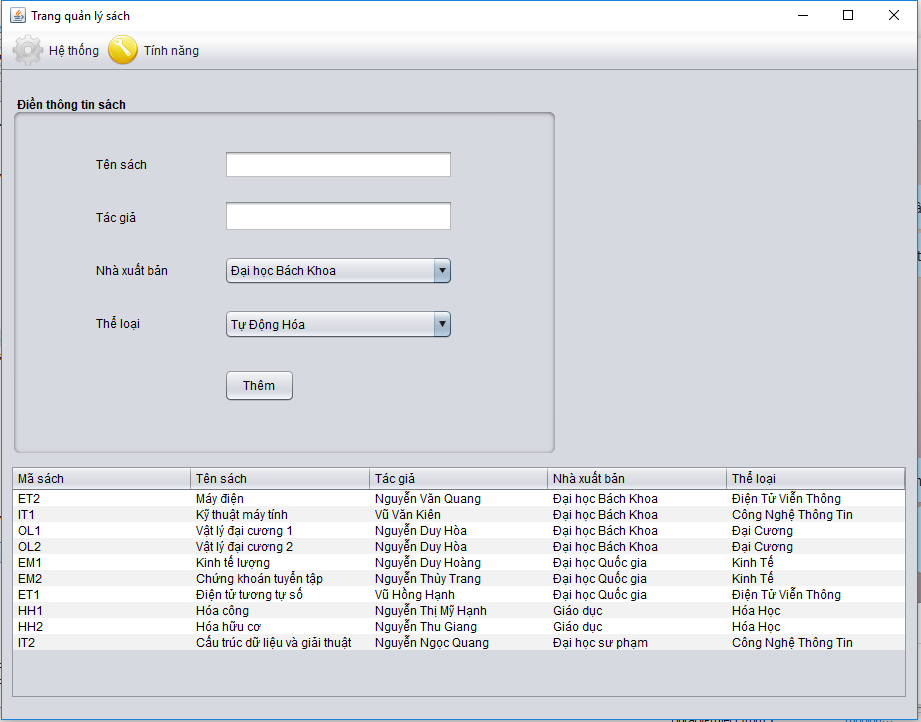 Trang quản lý sách
Hệ thống Tính năng
Điền thông tin sách
Tên sách
Tác giả
Nhà xuất bản Đại học Bách Khoa
Thể loại Tự Động Hóa
Thêm
Mã sách Tên sách Tác giả Nhà xuất bản Thể loại
ET2 Máy điện Nguyễn Văn Quang Đại học Bách Khoa Điện Tử Viễn Thông
IT1 Kỹ thuật máy tính Vũ Văn Kiên Đại học Bách Khoa Công Nghệ Thông Tin
OL1 Vật lý đại cương 1 Nguyễn Duy Hòa Đại học Bách Khoa Đại Cương
OL2 Vật lý đại cương 2 Nguyễn Duy Hòa Đại học Bách Khoa Đại Cương
EM1 Kinh tế lượng Nguyễn Duy Hoàng Đại học Quốc gia Kinh Tế
EM2 Chứng khoán tuyển tập Nguyễn Thủy Trang Đại học Quốc gia Kinh Tế
ET1 Điện tử tương tự số Vũ Hồng Hạnh Đại học Quốc gia Điện Tử Viễn Thông
HH1 Hóa công Nguyễn Thị Mỹ Hạnh Giáo dục Hóa Học
HH2 Hóa hữu cơ Nguyễn Thu Giang Giáo dục Hóa Học
IT2 Cấu trúc dữ liệu và giải thuật Nguyễn Ngọc Quang Đại học sư phạm Công Nghệ Thông Tin